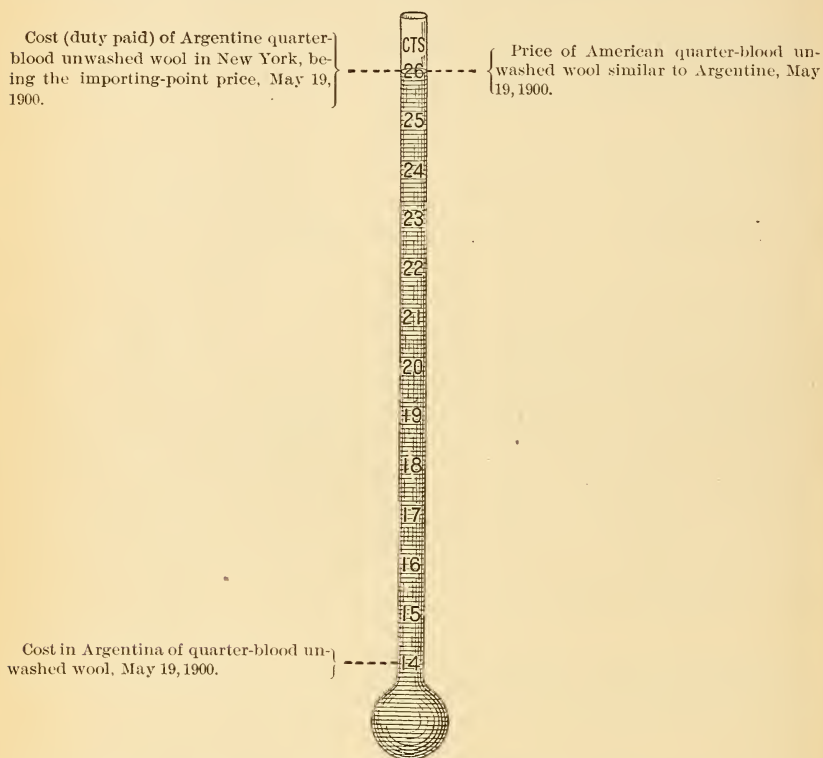 Cost (duty paid) of Argentine quarter-
blood unwashed wool in New York, be-
ing the importing-point price, May 19,
1900.
CTS
26
Price of American quarter-blood un-
washed wool similar to Argentine, May
19, 1900.
25
24
23
22
21
20
19
18
17
16
15
Cost in Argentina of quarter-blood un-
washed wool, May 19, 1900.
14